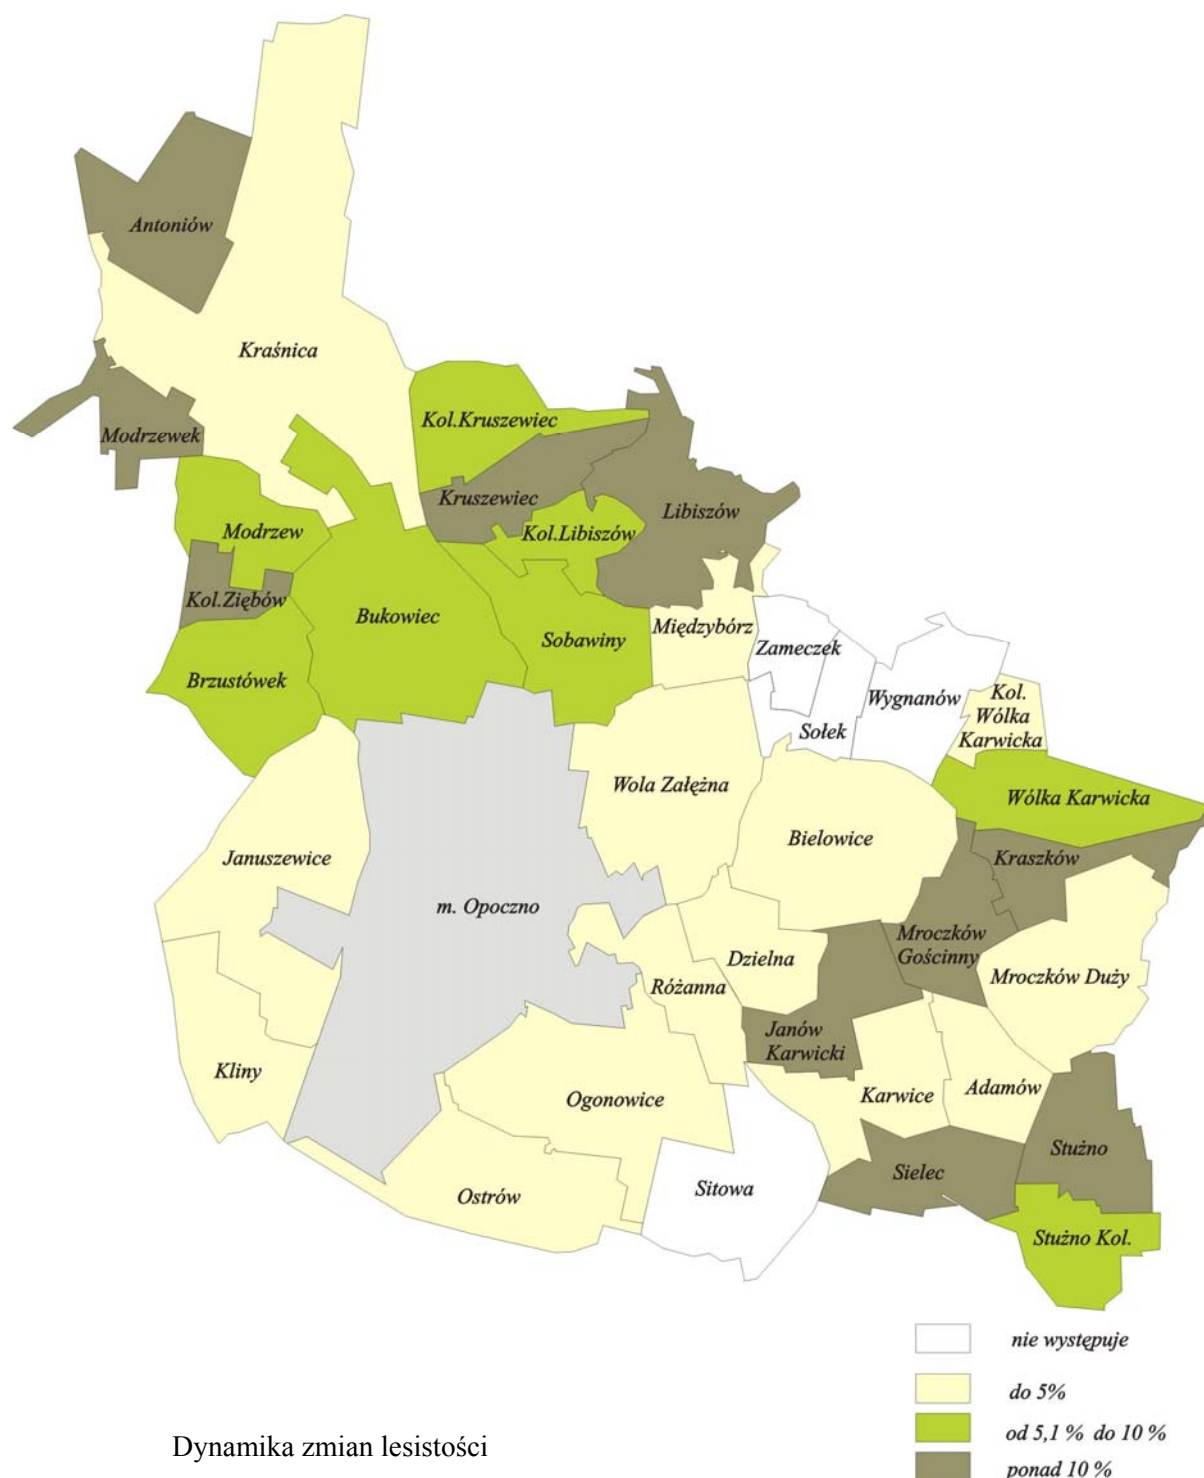 Antoniów
Kraśnica
Modrzewek
Kol.Kruszewiec
Kruszewiec
Libiszów
Modrzew
Kol.Libiszów
Kol.Ziębów
Bukowiec
Sobawiny
Międzybórz
Zameczek
Brzustówek
Wygnanów
Kol.
Wólka
Karwicka
Sołek
Wola Załężna
Wólka Karwicka
Bielowice
Januszewice
Kraszków
m. Opoczno
Mroczków
Gościnny
Dzielna
Różanna
Mroczków Duży
Janów
Karwicki
Kliny
Ogonowice
Karwice
Adamów
Stużno
Sielec
Ostrów
Sitowa
Stużno Kol.
nie występuje
do 5%
od 5,1 % do 10 %
ponad 10 %
Dynamika zmian lesistości